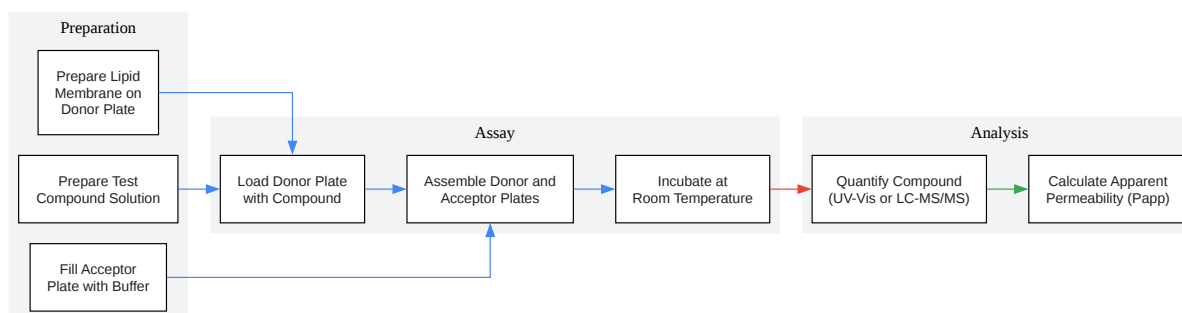 Preparation
Prepare Lipid
Membrane on
Donor Plate
Prepare Test
Compound Solution
Fill Acceptor
Plate with Buffer
Assay
Load Donor Plate
with Compound
Assemble Donor and
Acceptor Plates
Incubate at
Room Temperature
Analysis
Quantify Compound
(UV-Vis or LC-MS/MS)
Calculate Apparent
Permeability (Papp)